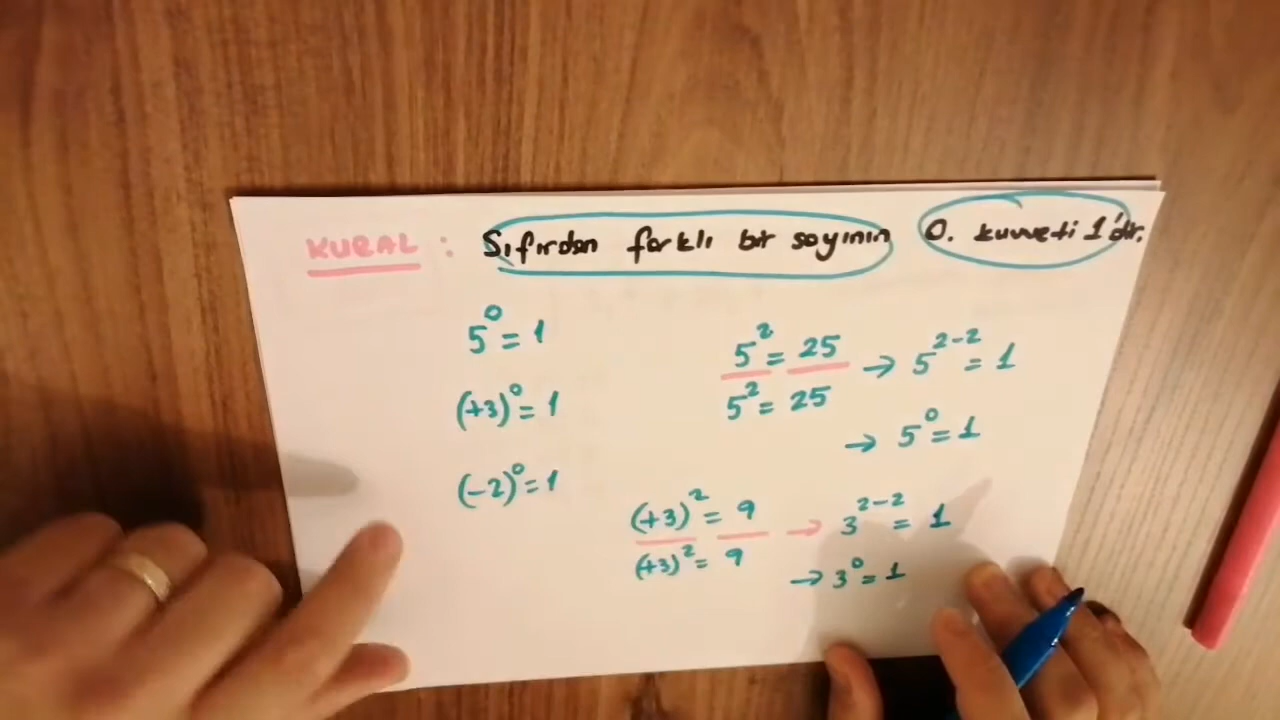 KURAL : Sıfırdan farklı bir sayının 0. kuvveti 1'dir.
5⁰ = 1
(+3)⁰ = 1
(-2)⁰ = 1
5² = 25 → 5²⁻² = 1
5² = 25
→ 5⁰ = 1
(+3)² = 9 → 3²⁻² = 1
(+3)² = 9
→ 3⁰ = 1